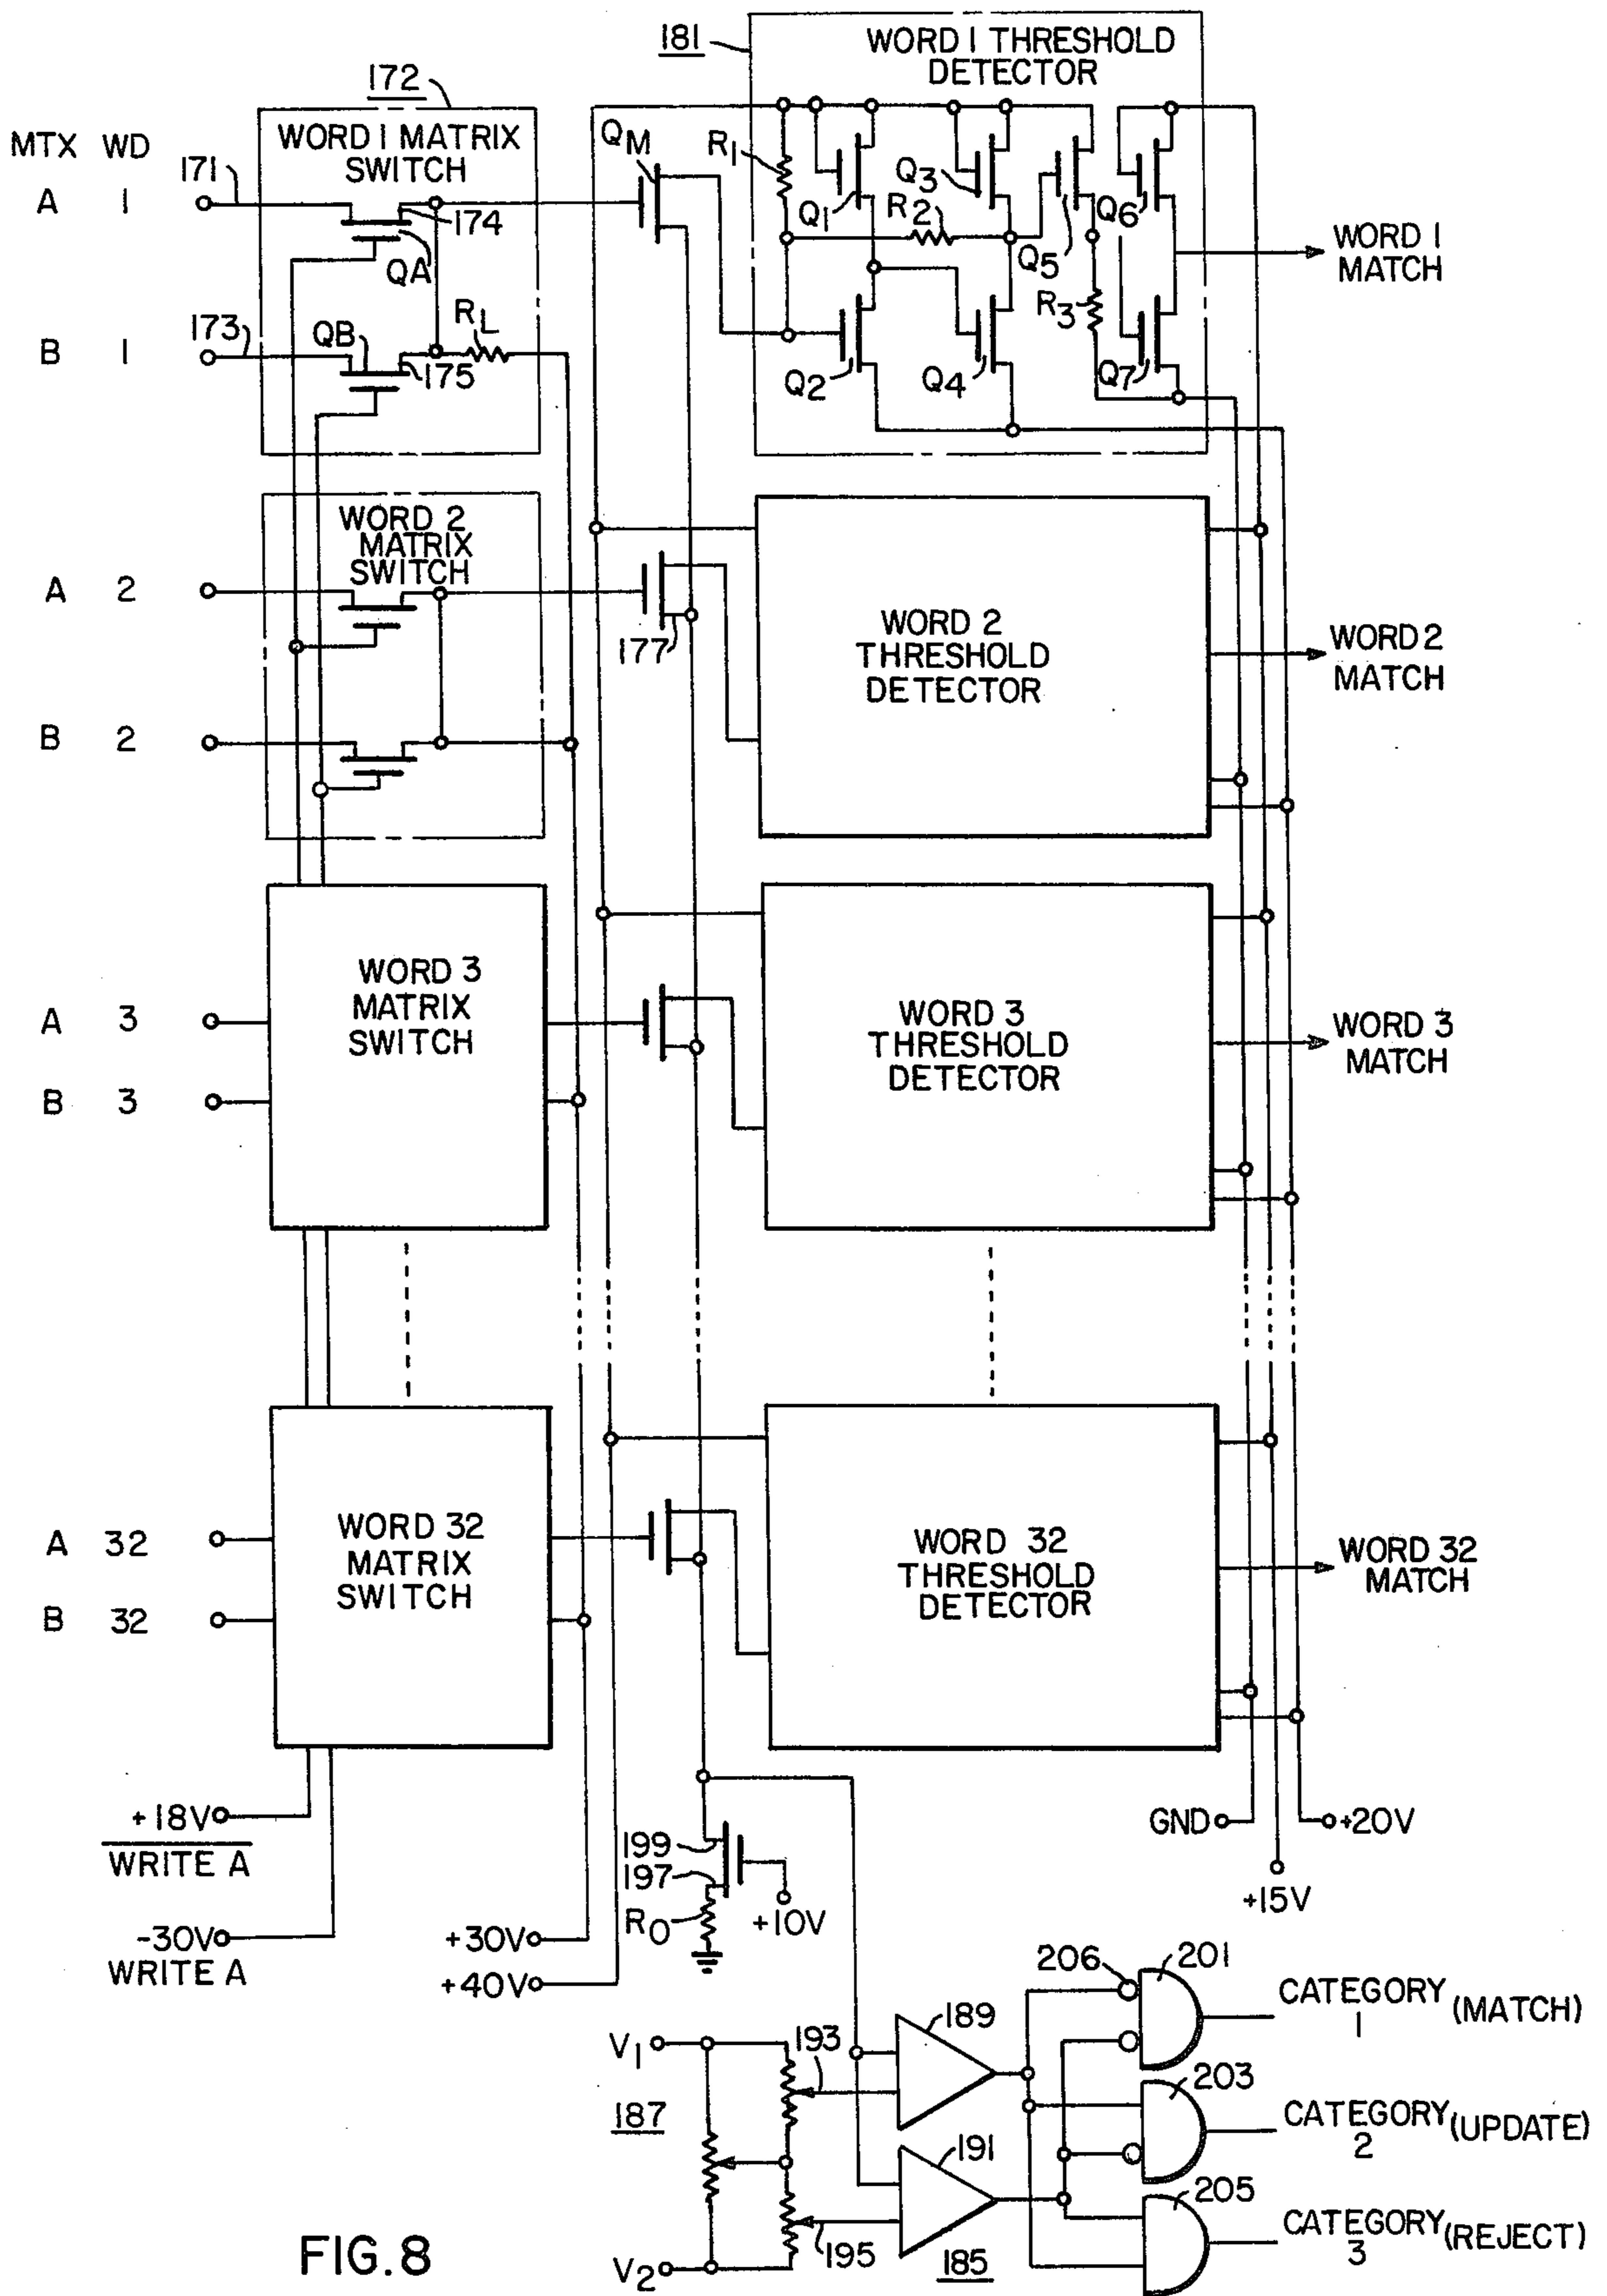 181
WORD 1 THRESHOLD
DETECTOR
172
MTX WD
WORD 1 MATRIX
SWITCH
171
A 1
174
QA
QM
R1
Q1
Q3
R2
Q5
Q6
WORD 1
MATCH
173
B 1
QB
RL
175
Q2
Q4
R3
Q7
WORD 2
MATRIX
SWITCH
A 2
177
B 2
WORD 2
THRESHOLD
DETECTOR
WORD 2
MATCH
WORD 3
MATRIX
SWITCH
A 3
B 3
WORD 3
THRESHOLD
DETECTOR
WORD 3
MATCH
WORD 32
MATRIX
SWITCH
A 32
B 32
WORD 32
THRESHOLD
DETECTOR
WORD 32
MATCH
+18V
WRITE A
-30V
WRITE A
+30V
+40V
199
197
RO
+10V
GND
+20V
+15V
V1
187
V2
193
195
189
191
185
206
201
203
205
CATEGORY 1 (MATCH)
CATEGORY 2 (UPDATE)
CATEGORY 3 (REJECT)
FIG. 8